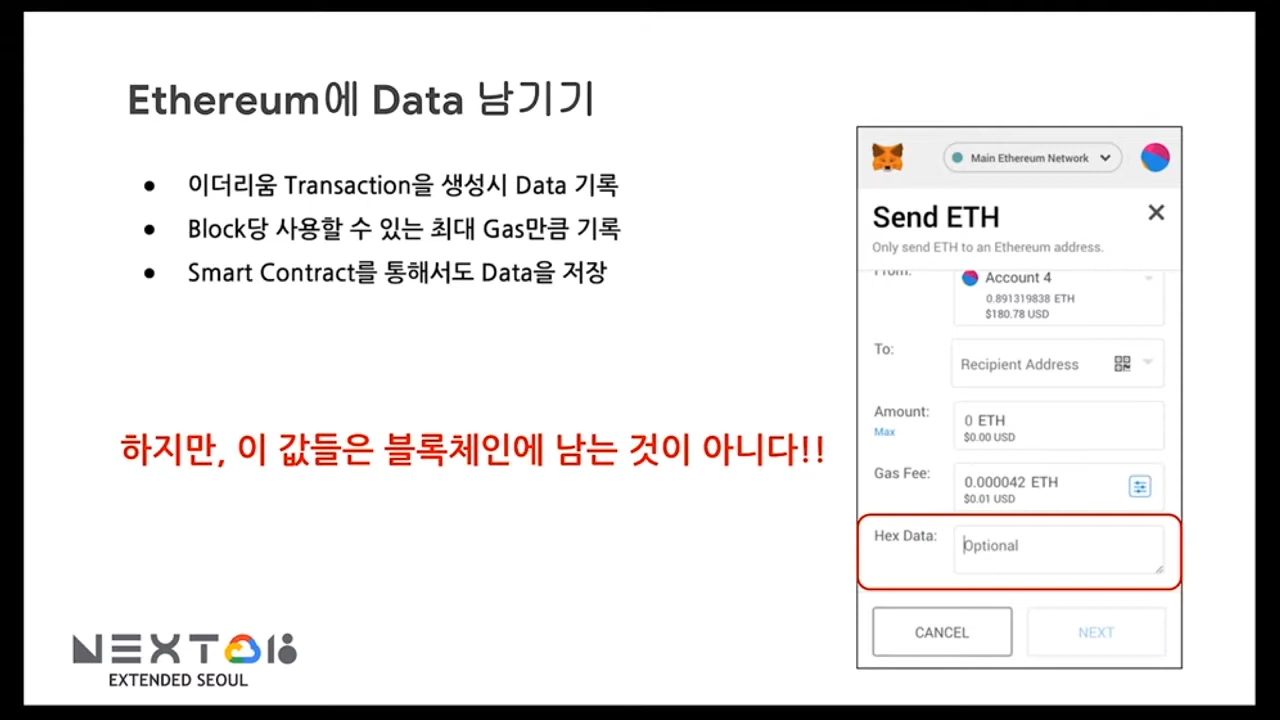 Ethereum에 Data 남기기
● 이더리움 Transaction을 생성시 Data 기록
● Block당 사용할 수 있는 최대 Gas만큼 기록
● Smart Contract를 통해서도 Data을 저장
하지만, 이 값들은 블록체인에 남는 것이 아니다!!
Main Ethereum Network
Send ETH
Only send ETH to an Ethereum address.
From:
Account 4
0.891319838 ETH
$180.78 USD
To:
Recipient Address
Amount:
Max
0 ETH
$0.00 USD
Gas Fee:
0.000042 ETH
$0.01 USD
Hex Data:
Optional
CANCEL
NEXT
NEXT 18
EXTENDED SEOUL